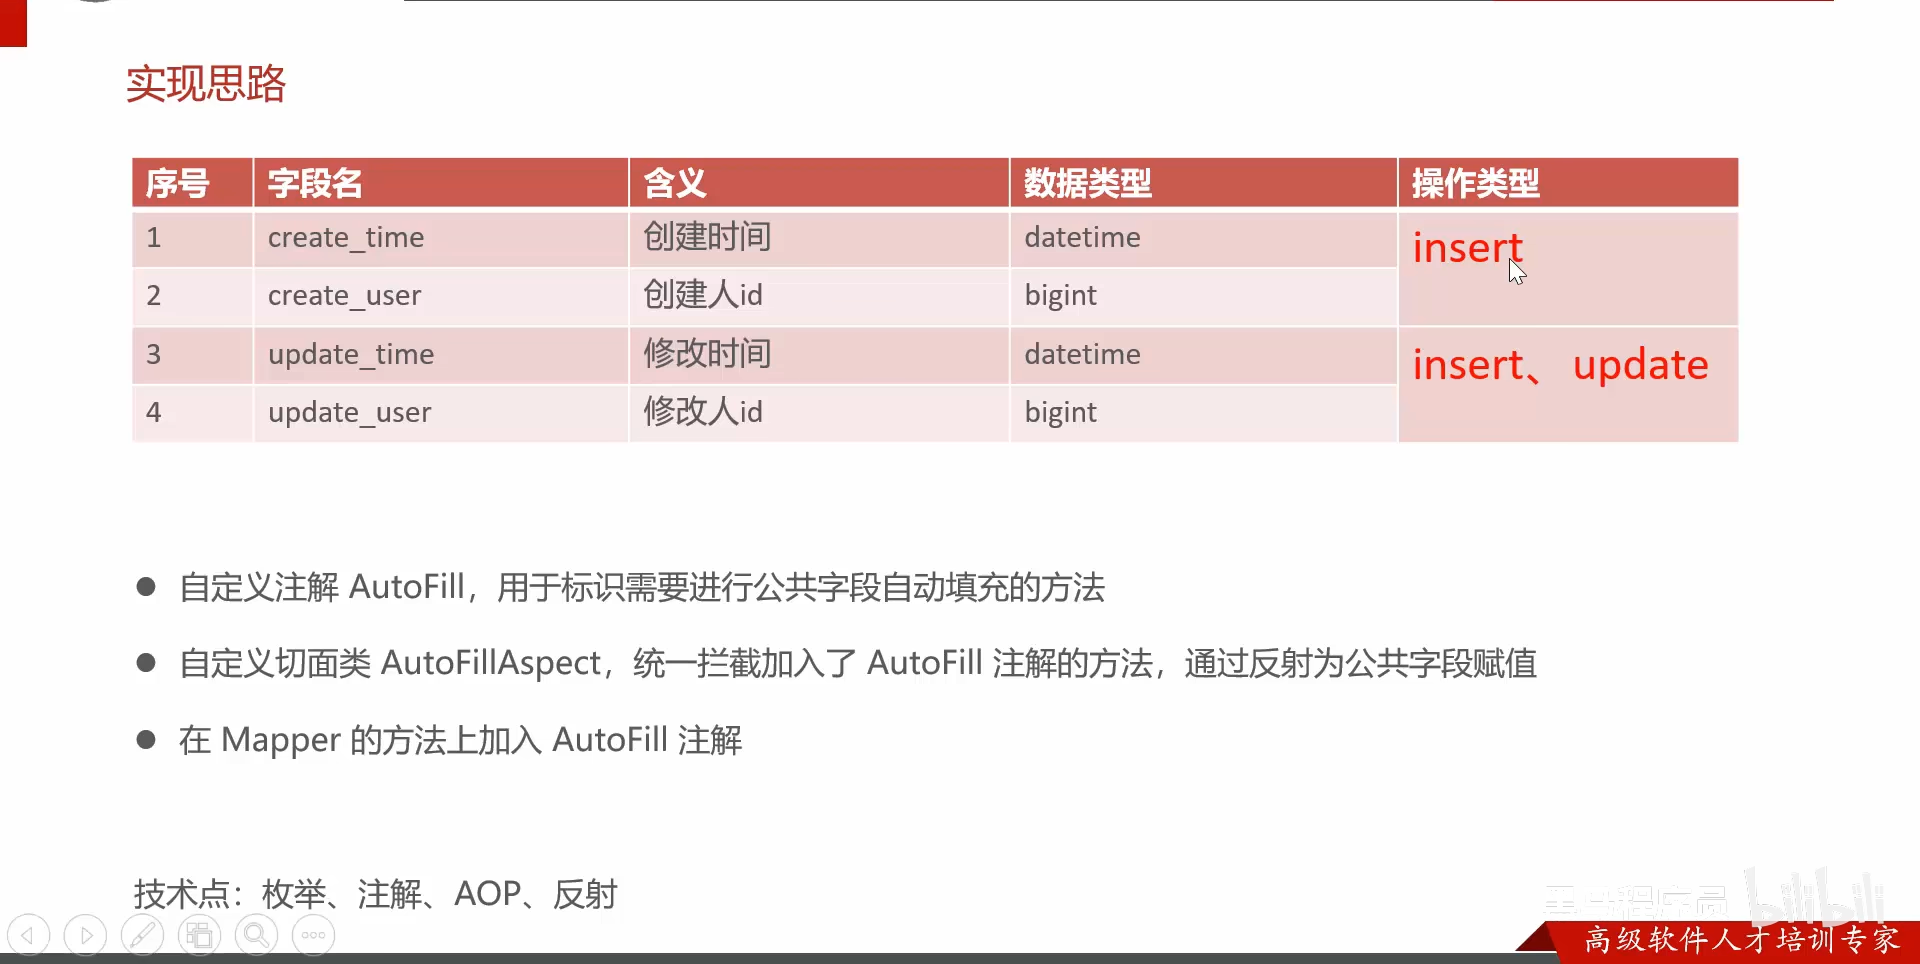 实现思路
序号 字段名 含义 数据类型 操作类型
1 create_time 创建时间 datetime insert
2 create_user 创建人id bigint
3 update_time 修改时间 datetime insert、update
4 update_user 修改人id bigint
自定义注解 AutoFill，用于标识需要进行公共字段自动填充的方法
自定义切面类 AutoFillAspect，统一拦截加入了 AutoFill 注解的方法，通过反射为公共字段赋值
在 Mapper 的方法上加入 AutoFill 注解
技术点：枚举、注解、AOP、反射
黑马程序员 bilibili
高级软件人才培训专家